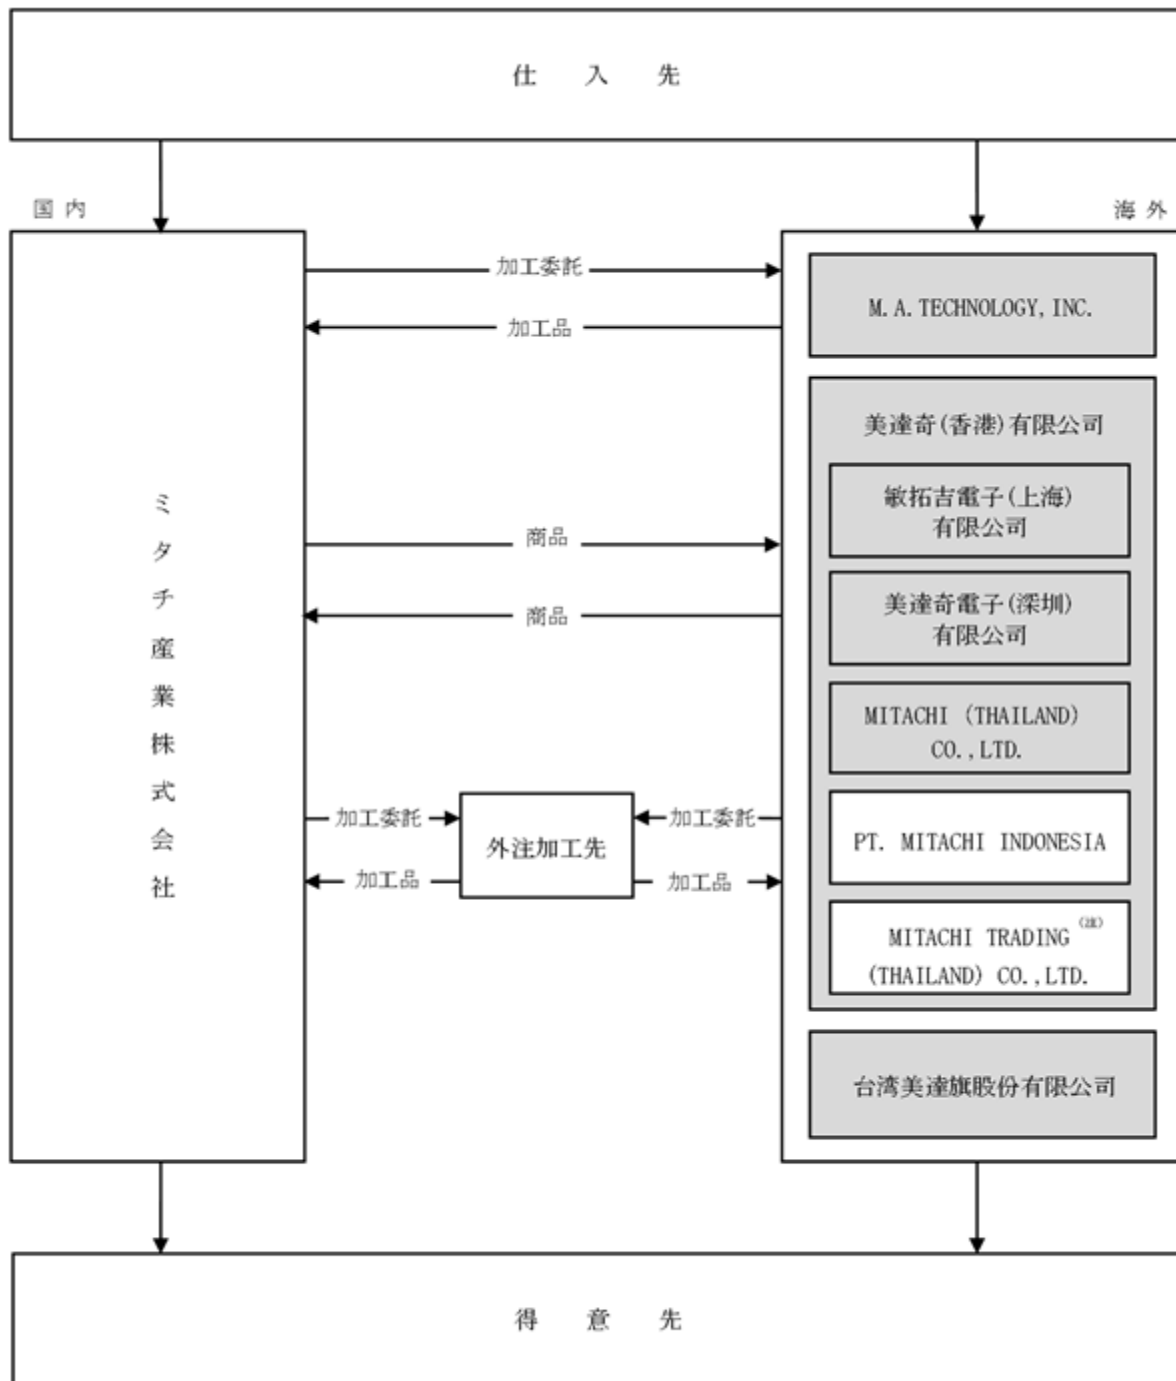 仕入先
国内
海外
加工委託
加工品
M.A.TECHNOLOGY,INC.
美達奇(香港)有限公司
敏拓吉電子(上海)
有限公司
美達奇電子(深圳)
有限公司
商品
商品
ミタチ産業株式会社
MITACHI (THAILAND)
CO.,LTD.
加工委託
加工品
外注加工先
加工委託
加工品
PT. MITACHI INDONESIA
MITACHI TRADING (注)
(THAILAND) CO.,LTD.
台湾美達旗股份有限公司
得意先